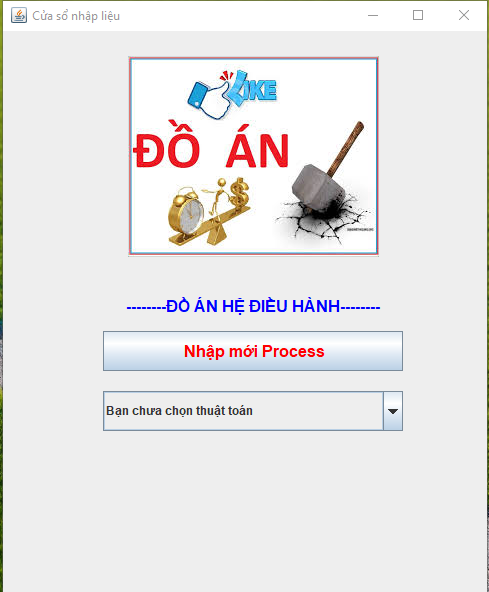 Cửa sổ nhập liệu
LIKE
ĐỒ ÁN
--------ĐỒ ÁN HỆ ĐIỀU HÀNH--------
Nhập mới Process
Bạn chưa chọn thuật toán